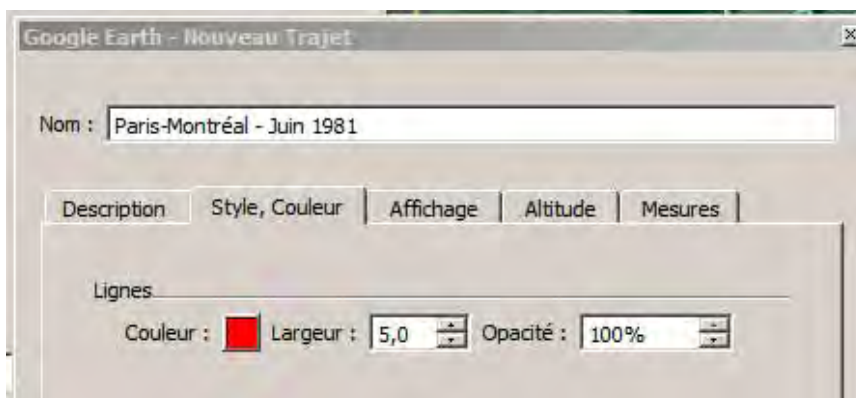 Google Earth - Nouveau Trajet
Nom : Paris-Montréal - Juin 1981
Description Style, Couleur Affichage Altitude Mesures
Lignes
Couleur : Largeur : 5,0 Opacité : 100%